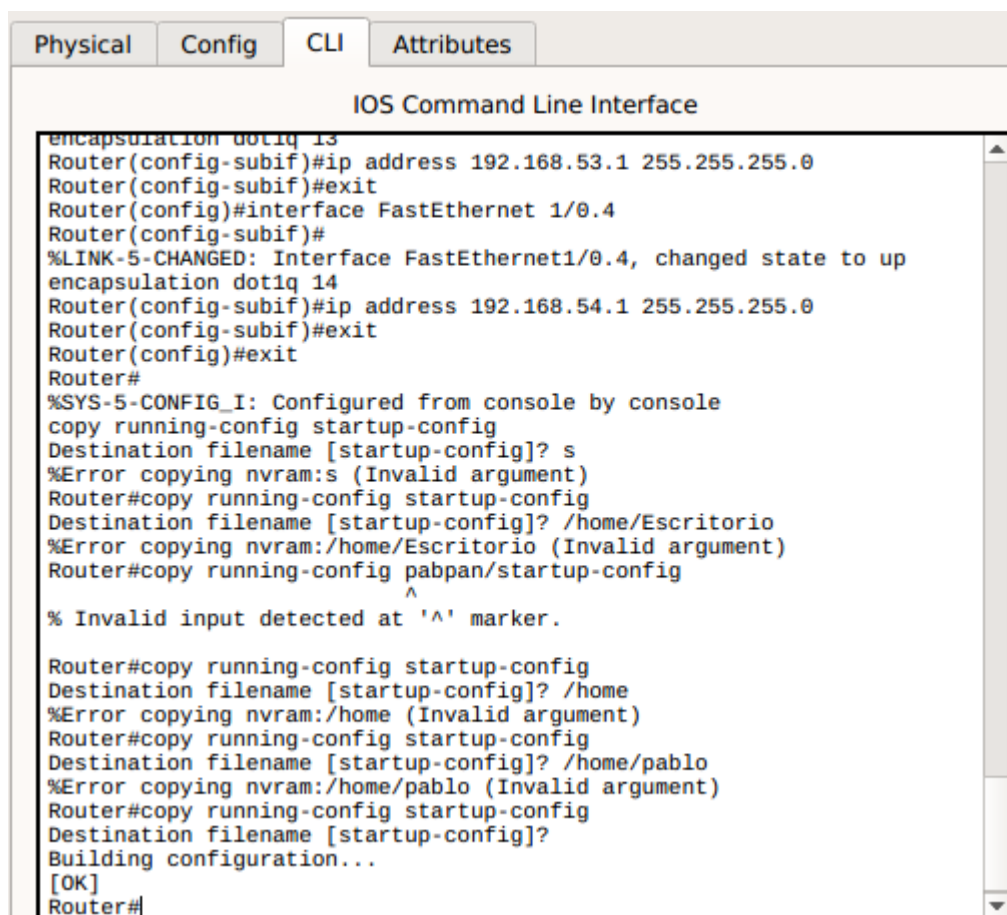 Physical
Config
CLI
Attributes
IOS Command Line Interface
encapsulation dot1q 13
Router(config-subif)#ip address 192.168.53.1 255.255.255.0
Router(config-subif)#exit
Router(config)#interface FastEthernet 1/0.4
Router(config-subif)#
%LINK-5-CHANGED: Interface FastEthernet1/0.4, changed state to up
encapsulation dot1q 14
Router(config-subif)#ip address 192.168.54.1 255.255.255.0
Router(config-subif)#exit
Router(config)#exit
Router#
%SYS-5-CONFIG_I: Configured from console by console
copy running-config startup-config
Destination filename [startup-config]? s
%Error copying nvram:s (Invalid argument)
Router#copy running-config startup-config
Destination filename [startup-config]? /home/Escritorio
%Error copying nvram:/home/Escritorio (Invalid argument)
Router#copy running-config pabpan/startup-config
^
% Invalid input detected at '^' marker.
Router#copy running-config startup-config
Destination filename [startup-config]? /home
%Error copying nvram:/home (Invalid argument)
Router#copy running-config startup-config
Destination filename [startup-config]? /home/pablo
%Error copying nvram:/home/pablo (Invalid argument)
Router#copy running-config startup-config
Destination filename [startup-config]?
Building configuration...
[OK]
Router#